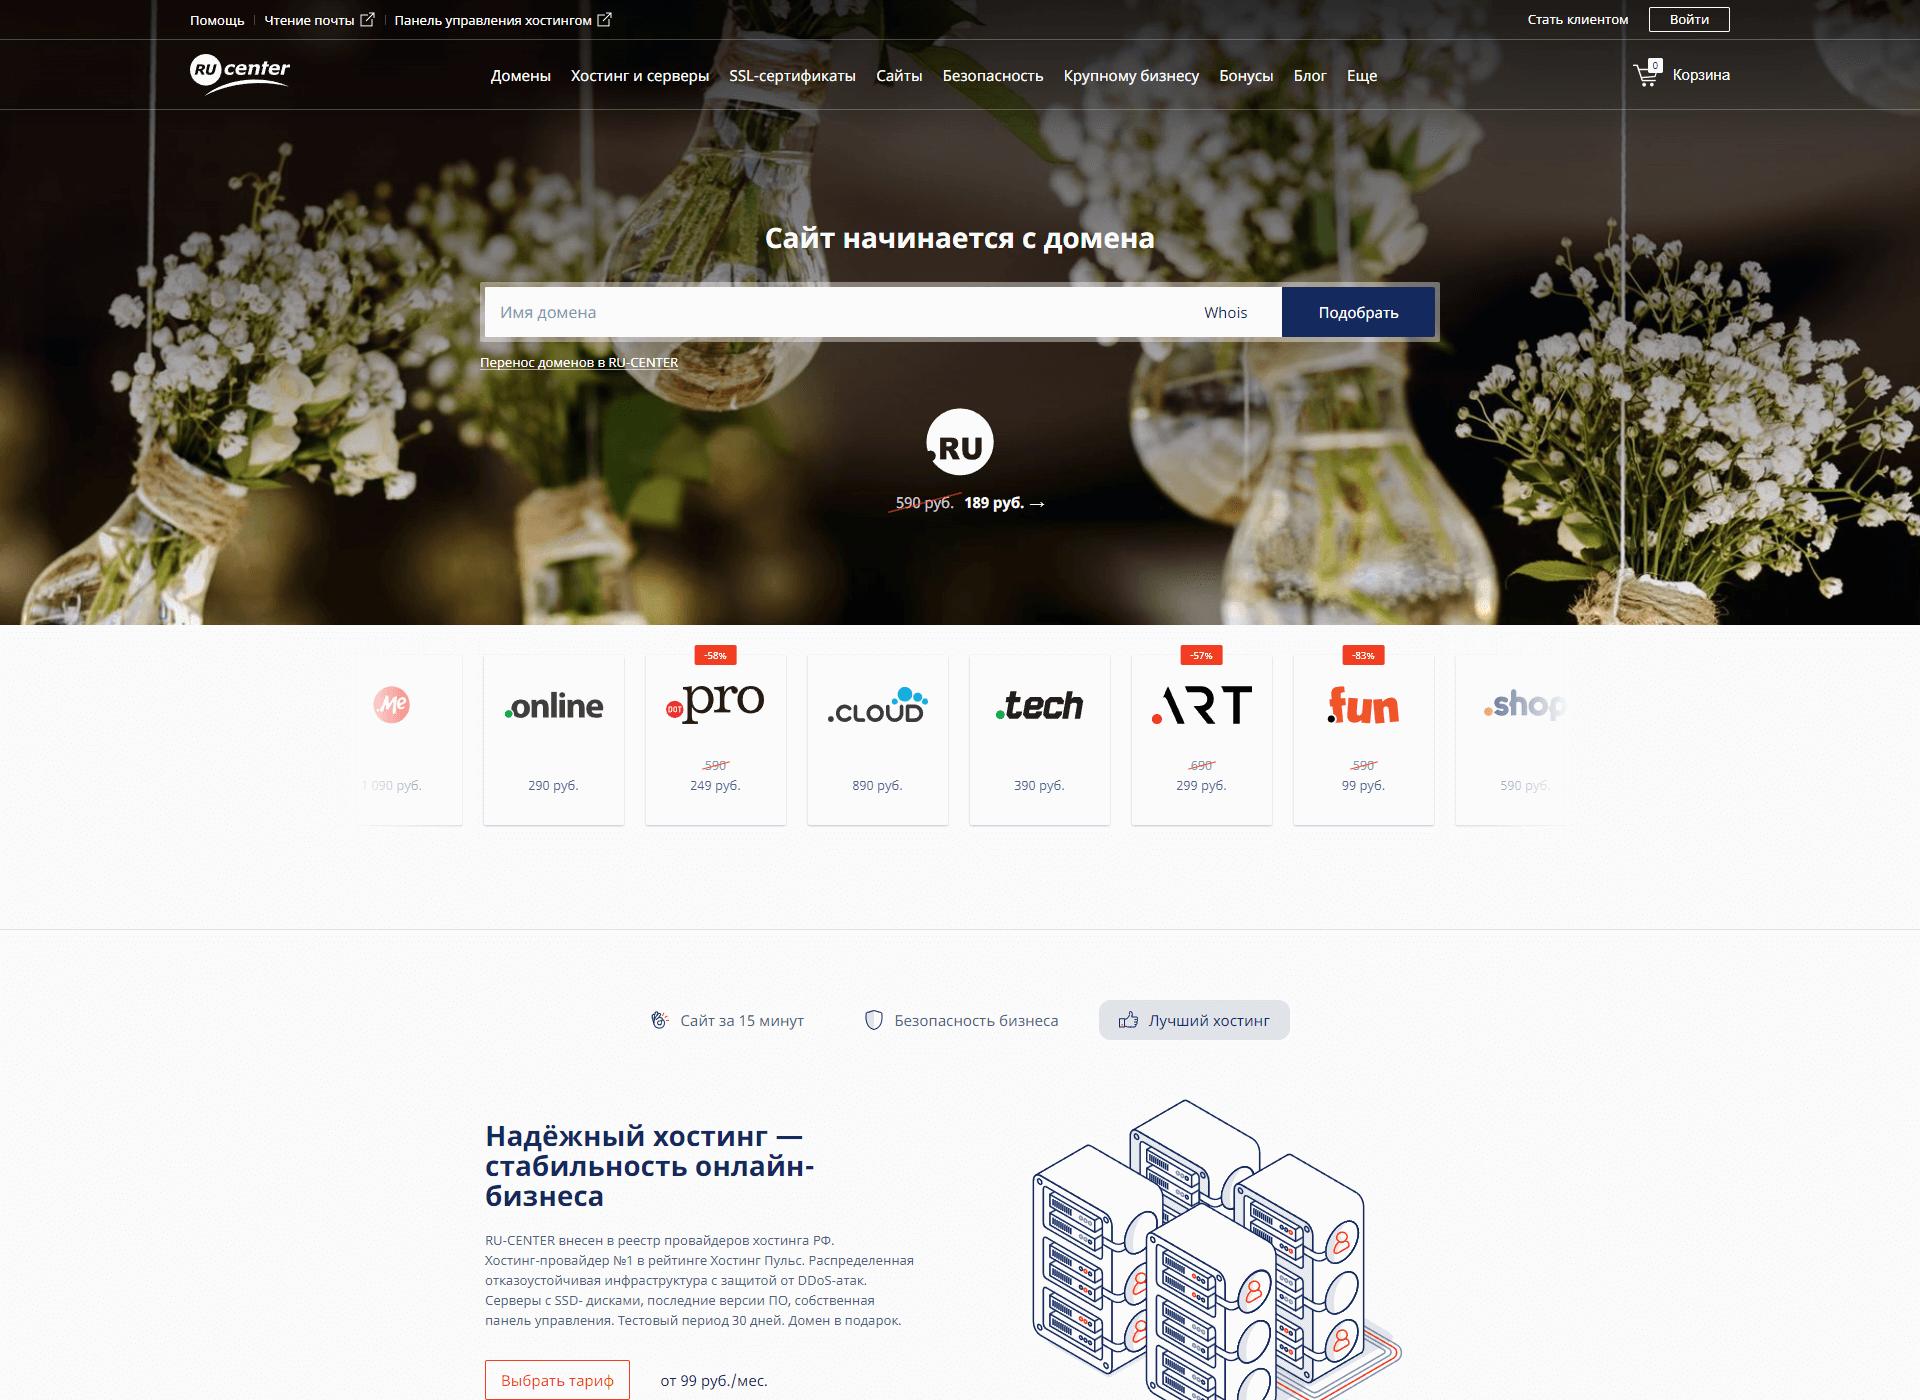 Помощь
Чтение почты
Панель управления хостингом
Стать клиентом
Войти
RU center
Домены
Хостинг и серверы
SSL-сертификаты
Сайты
Безопасность
Крупному бизнесу
Бонусы
Блог
Еще
0
Корзина
Сайт начинается с домена
Имя домена
Whois
Подобрать
Перенос доменов в RU-CENTER
.RU
590 руб. 189 руб. →
-58%
-57%
-83%
.Me
.online
DOT pro
.CLOUD
.tech
.ART
.fun
.shop
590
690
590
1 090 руб.
290 руб.
249 руб.
890 руб.
390 руб.
299 руб.
99 руб.
590 руб.
Сайт за 15 минут
Безопасность бизнеса
Лучший хостинг
Надёжный хостинг —
стабильность онлайн-
бизнеса
RU-CENTER внесен в реестр провайдеров хостинга РФ.
Хостинг-провайдер №1 в рейтинге Хостинг Пульс. Распределенная
отказоустойчивая инфраструктура с защитой от DDoS-атак.
Серверы с SSD- дисками, последние версии ПО, собственная
панель управления. Тестовый период 30 дней. Домен в подарок.
Выбрать тариф
от 99 руб./мес.